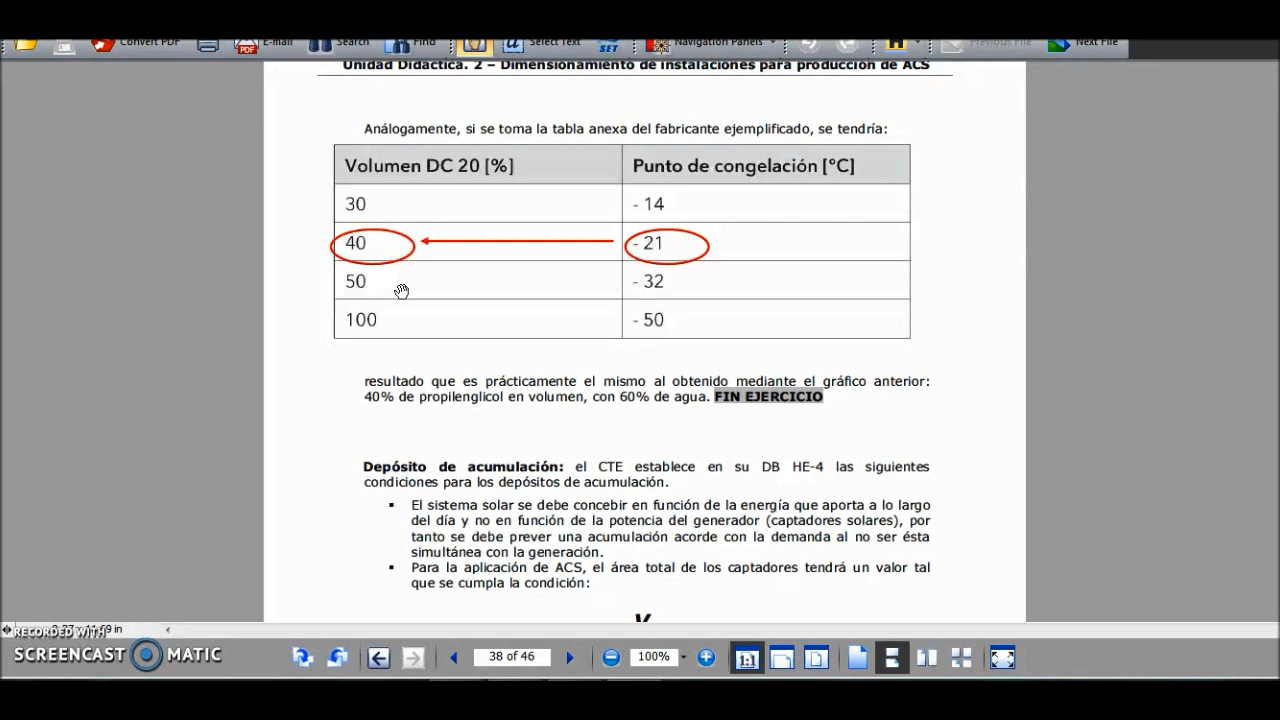 Convert PDF E-mail Search Find Select Text SET Navigation Panels Previous File Next File
Unidad Didáctica. 2 – Dimensionamiento de instalaciones para producción de ACS
Análogamente, si se toma la tabla anexa del fabricante ejemplificado, se tendría:
Volumen DC 20 [%] Punto de congelación [°C]
30 - 14
40 - 21
50 - 32
100 - 50
resultado que es prácticamente el mismo al obtenido mediante el gráfico anterior:
40% de propilenglicol en volumen, con 60% de agua. FIN EJERCICIO
Depósito de acumulación: el CTE establece en su DB HE-4 las siguientes
condiciones para los depósitos de acumulación.
▪ El sistema solar se debe concebir en función de la energía que aporta a lo largo
del día y no en función de la potencia del generador (captadores solares), por
tanto se debe prever una acumulación acorde con la demanda al no ser ésta
simultánea con la generación.
▪ Para la aplicación de ACS, el área total de los captadores tendrá un valor tal
que se cumpla la condición:
RECORDED WITH
SCREENCAST MATIC
38 of 46 100% 1:1